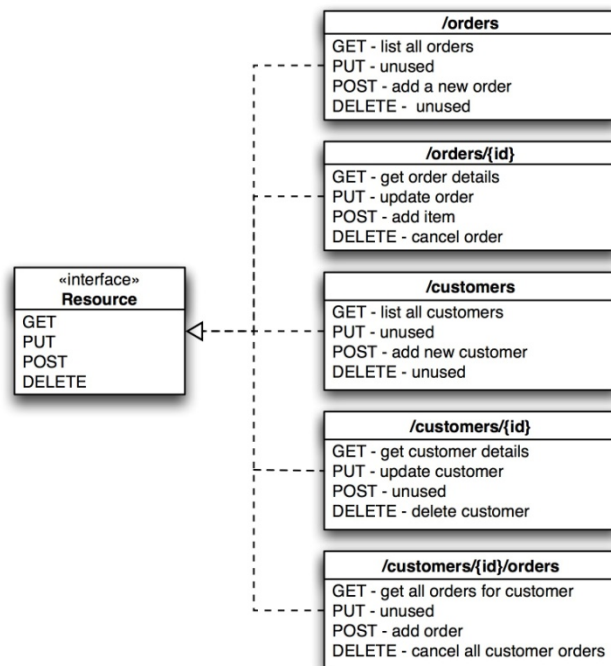 /orders
GET - list all orders
PUT - unused
POST - add a new order
DELETE - unused
/orders/{id}
GET - get order details
PUT - update order
POST - add item
DELETE - cancel order
«interface»
Resource
GET
PUT
POST
DELETE
/customers
GET - list all customers
PUT - unused
POST - add new customer
DELETE - unused
/customers/{id}
GET - get customer details
PUT - update customer
POST - unused
DELETE - delete customer
/customers/{id}/orders
GET - get all orders for customer
PUT - unused
POST - add order
DELETE - cancel all customer orders